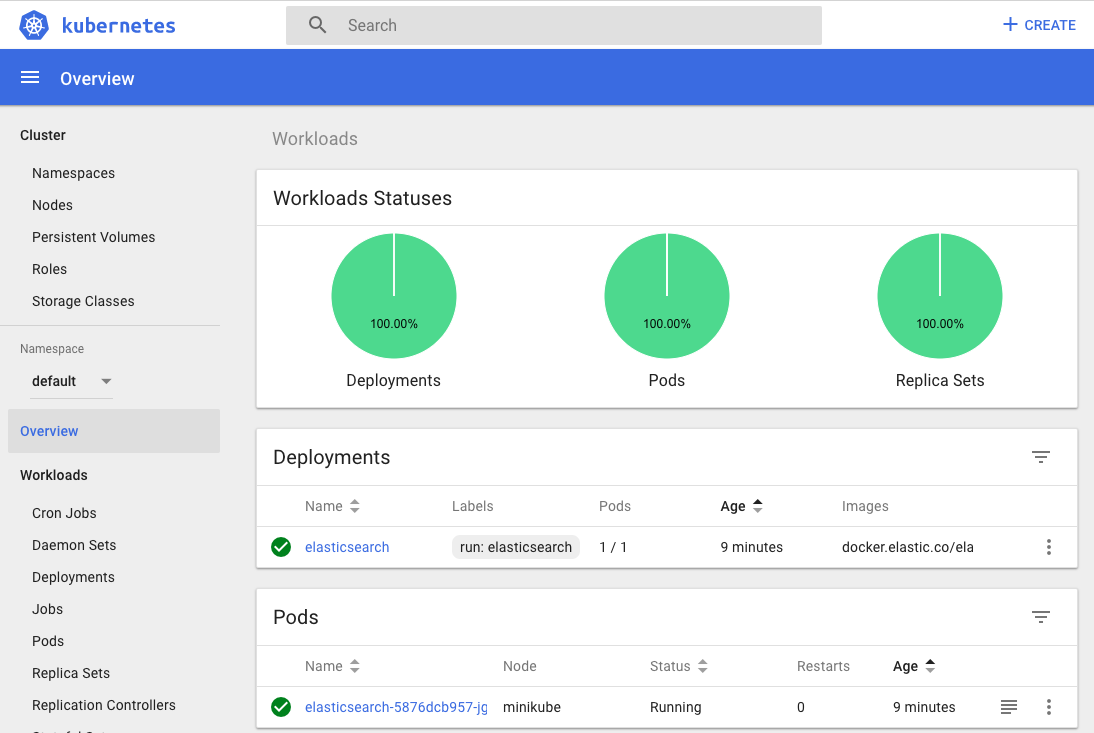 kubernetes
Search
+ CREATE
Overview
Cluster
Namespaces
Nodes
Persistent Volumes
Roles
Storage Classes
Namespace
default
Overview
Workloads
Cron Jobs
Daemon Sets
Deployments
Jobs
Pods
Replica Sets
Replication Controllers
Workloads
Workloads Statuses
100.00% 100.00% 100.00%
Deployments Pods Replica Sets
Deployments
Name Labels Pods Age Images
elasticsearch run: elasticsearch 1 / 1 9 minutes docker.elastic.co/ela
Pods
Name Node Status Restarts Age
elasticsearch-5876dcb957-jg minikube Running 0 9 minutes